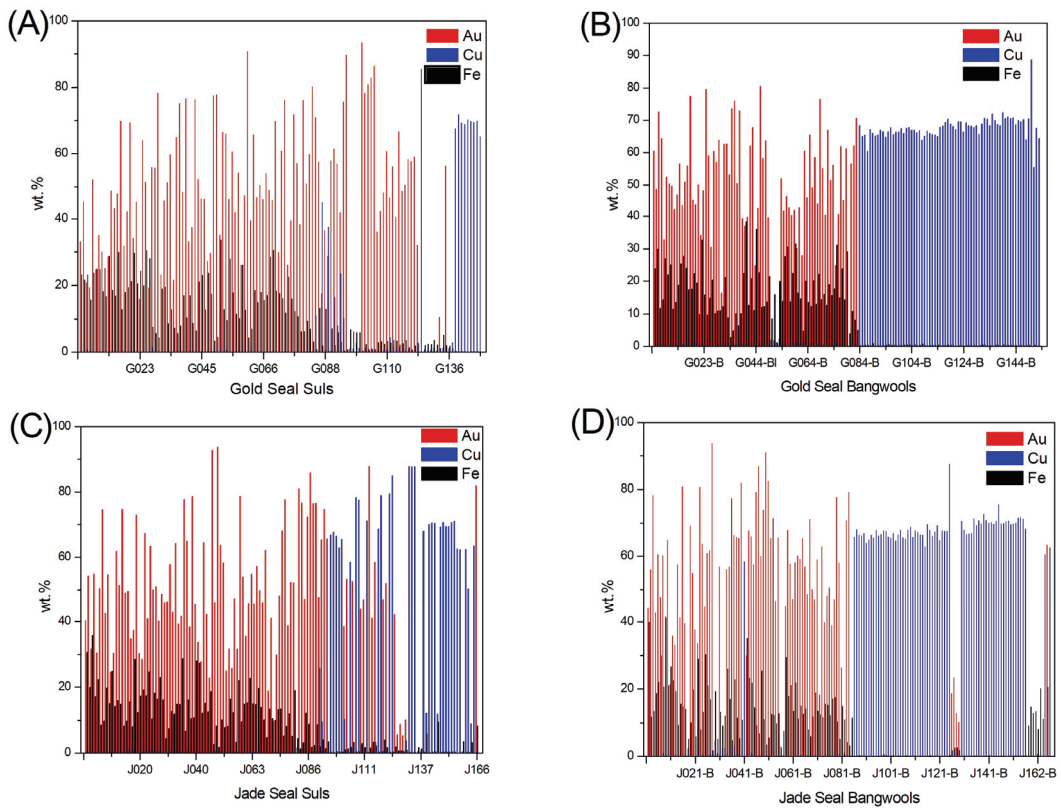 (A)
100
80
60
40
20
0
wt.%
Au
Cu
Fe
G023 G045 G066 G088 G110 G136
Gold Seal Suls
(B)
100
90
80
70
60
50
40
30
20
10
0
wt.%
Au
Cu
Fe
G023-B G044-B G064-B G084-B G104-B G124-B G144-B
Gold Seal Bangwools
(C)
100
80
60
40
20
0
wt.%
Au
Cu
Fe
J020 J040 J063 J086 J111 J137 J166
Jade Seal Suls
(D)
100
80
60
40
20
0
wt.%
Au
Cu
Fe
J021-B J041-B J061-B J081-B J101-B J121-B J141-B J162-B
Jade Seal Bangwools